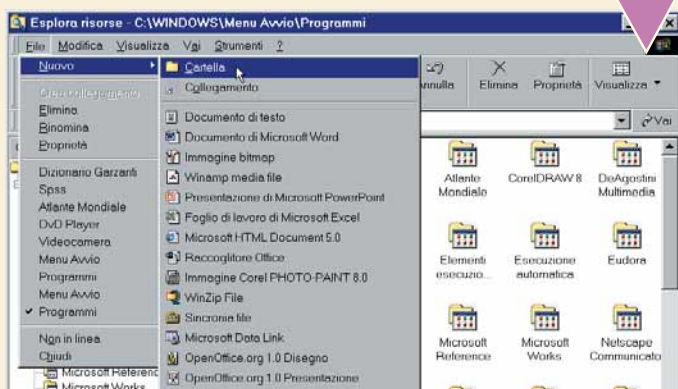 Esplora risorse - C:\WINDOWS\Menu Avvio\Programmi
File Modifica Visualizza Vai Strumenti ?
Nuovo
Crea collegamento
Elimina
Rinomina
Proprietà
Dizionario Garzanti
Spss
Atlante Mondiale
DvD Player
Videocamera
Menu Avvio
Programmi
Menu Avvio
Programmi
Non in linea
Chiudi
Cartella
Collegamento
Documento di testo
Documento di Microsoft Word
Immagine bitmap
Winamp media file
Presentazione di Microsoft PowerPoint
Foglio di lavoro di Microsoft Excel
Microsoft HTML Document 5.0
Raccoglitore Office
Immagine Corel PHOTO-PAINT 8.0
WinZip File
Sincronia file
Microsoft Data Link
OpenOffice.org 1.0 Disegno
OpenOffice.org 1.0 Presentazione
nnulla Elimina Proprietà Visualizza
Vai
Atlante Mondiale
CorelDRAW 8
DeAgostini Multimedia
Elementi esecuzio...
Esecuzione automatica
Eudora
Microsoft Reference
Microsoft Works
Netscape Communicato
Microsoft Referenc
Microsoft Works